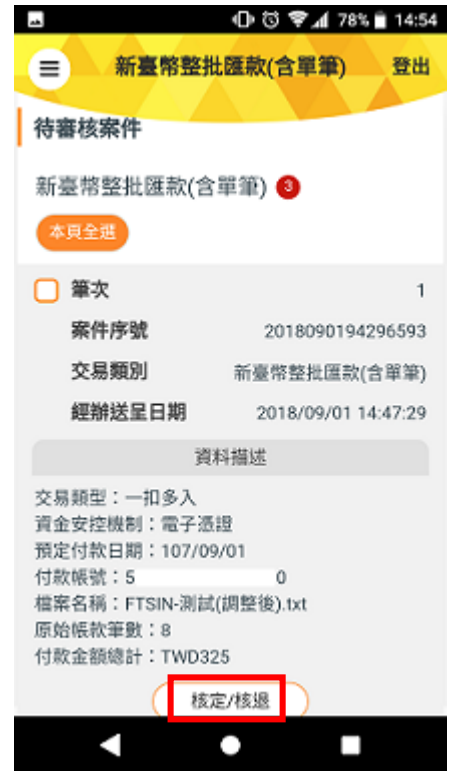 78% 14:54
新臺幣整批匯款(含單筆) 登出
待審核案件
新臺幣整批匯款(含單筆) 3
本頁全選
筆次 1
案件序號 2018090194296593
交易類別 新臺幣整批匯款(含單筆)
經辦送呈日期 2018/09/01 14:47:29
資料描述
交易類型：一扣多入
資金安控機制：電子憑證
預定付款日期：107/09/01
付款帳號：5 0
檔案名稱：FTSIN-測試(調整後).txt
原始帳款筆數：8
付款金額總計：TWD325
核定/核退